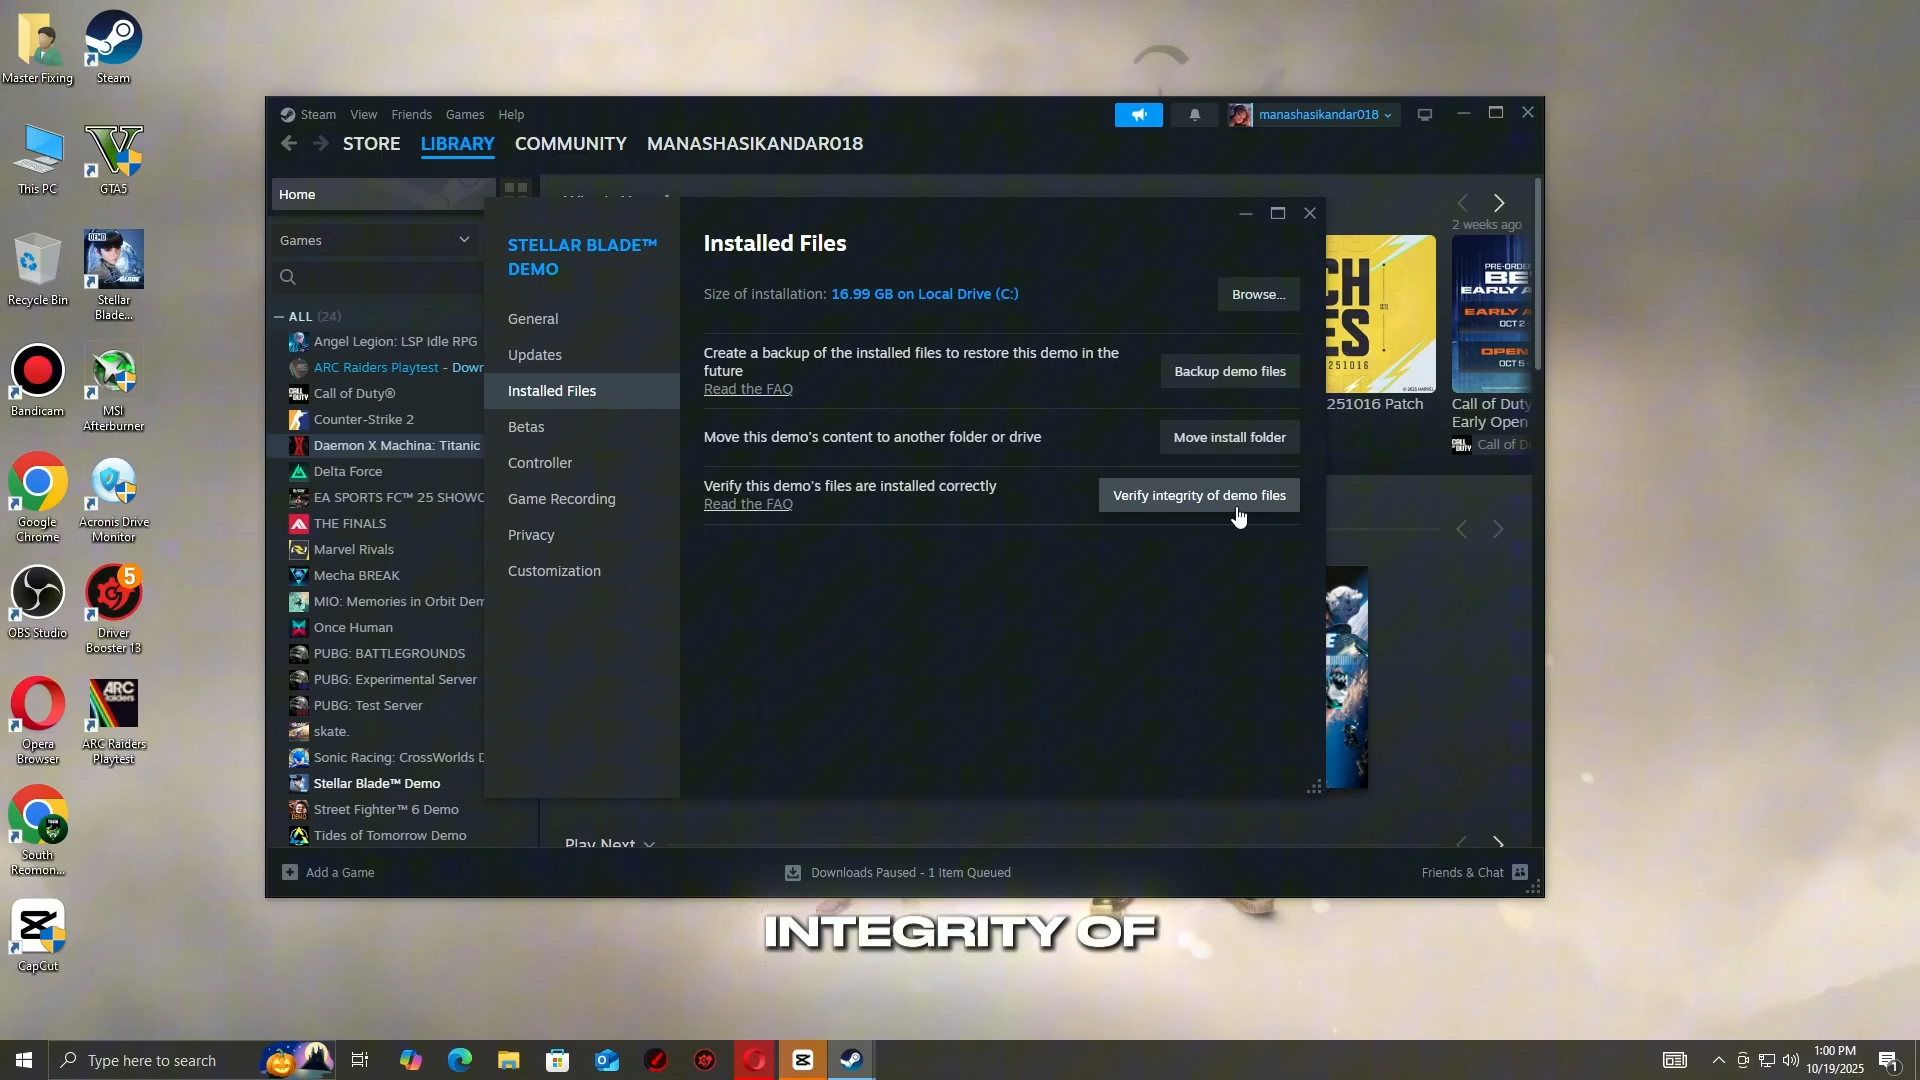 Master Fixing
Steam
This PC
GTA5
Recycle Bin
DEMO
Stellar
Blade...
Bandicam
MSI
Afterburner
Google
Chrome
Acronis Drive
Monitor
OBS Studio
5
Driver
Booster 13
Opera
Browser
ARC Raiders
Playtest
South
Reomon...
CapCut
Steam View Friends Games Help
manashasikandar018
STORE LIBRARY COMMUNITY MANASHASIKANDAR018
Home
Games
ALL (24)
Angel Legion: LSP Idle RPG
ARC Raiders Playtest - Down
Call of Duty®
Counter-Strike 2
Daemon X Machina: Titanic
Delta Force
EA SPORTS FC™ 25 SHOWC
THE FINALS
Marvel Rivals
Mecha BREAK
MIO: Memories in Orbit Dem
Once Human
PUBG: BATTLEGROUNDS
PUBG: Experimental Server
PUBG: Test Server
skate.
Sonic Racing: CrossWorlds D
Stellar Blade™ Demo
Street Fighter™ 6 Demo
Tides of Tomorrow Demo
STELLAR BLADE™
DEMO
General
Updates
Installed Files
Betas
Controller
Game Recording
Privacy
Customization
Installed Files
Size of installation: 16.99 GB on Local Drive (C:)
Browse...
Create a backup of the installed files to restore this demo in the
future
Read the FAQ
Backup demo files
Move this demo's content to another folder or drive
Move install folder
Verify this demo's files are installed correctly
Read the FAQ
Verify integrity of demo files
2 weeks ago
251016 Patch
PRE-ORDE
BE
EARLY A
EARLY A
OCT 2
OPEN
OCT 5
Call of Duty
Early Open
Call of D
Play Next
Add a Game
Downloads Paused - 1 Item Queued
Friends & Chat
INTEGRITY OF
Type here to search
1:00 PM
10/19/2025
1